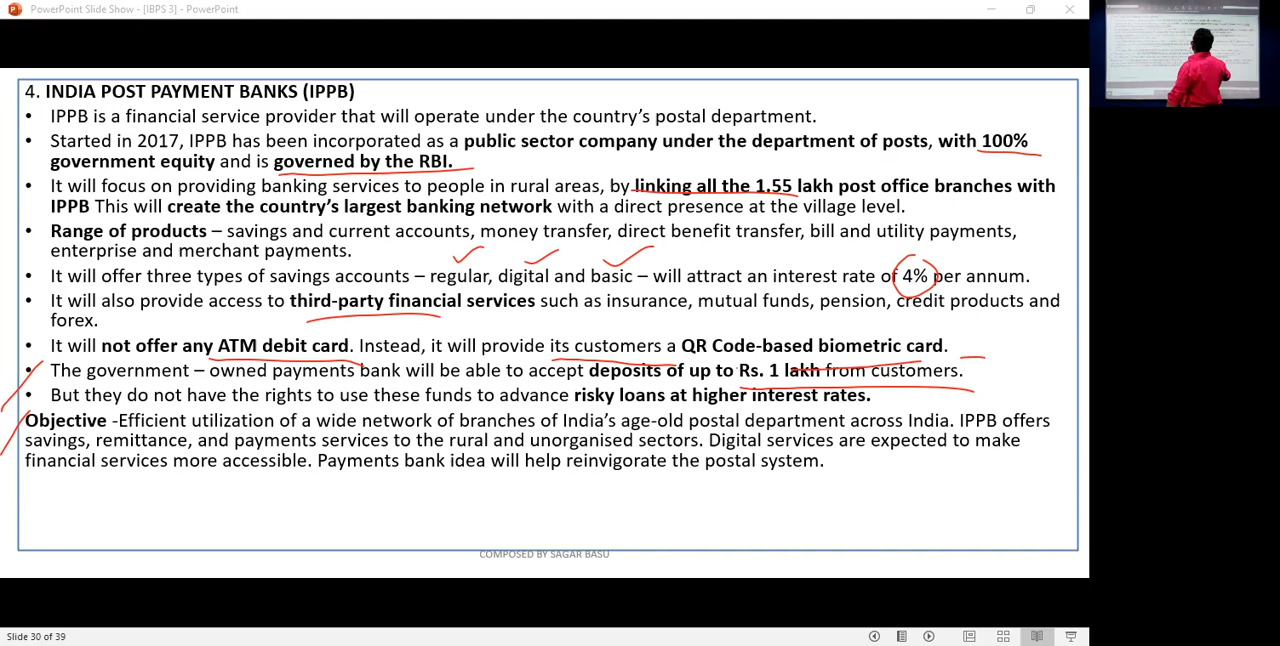 PowerPoint Slide Show - [IBPS 3] - PowerPoint
4. INDIA POST PAYMENT BANKS (IPPB)
• IPPB is a financial service provider that will operate under the country's postal department.
• Started in 2017, IPPB has been incorporated as a public sector company under the department of posts, with 100%
government equity and is governed by the RBI.
• It will focus on providing banking services to people in rural areas, by linking all the 1.55 lakh post office branches with
IPPB This will create the country's largest banking network with a direct presence at the village level.
• Range of products – savings and current accounts, money transfer, direct benefit transfer, bill and utility payments,
enterprise and merchant payments.
• It will offer three types of savings accounts – regular, digital and basic – will attract an interest rate of 4% per annum.
• It will also provide access to third-party financial services such as insurance, mutual funds, pension, credit products and
forex.
• It will not offer any ATM debit card. Instead, it will provide its customers a QR Code-based biometric card.
• The government – owned payments bank will be able to accept deposits of up to Rs. 1 lakh from customers.
• But they do not have the rights to use these funds to advance risky loans at higher interest rates.
Objective -Efficient utilization of a wide network of branches of India's age-old postal department across India. IPPB offers
savings, remittance, and payments services to the rural and unorganised sectors. Digital services are expected to make
financial services more accessible. Payments bank idea will help reinvigorate the postal system.
COMPOSED BY SAGAR BASU
Slide 30 of 39